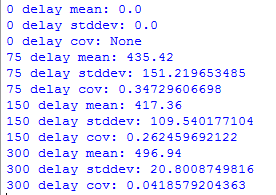 0 delay mean: 0.0
0 delay stddev: 0.0
0 delay cov: None
75 delay mean: 435.42
75 delay stddev: 151.219653485
75 delay cov: 0.34729606698
150 delay mean: 417.36
150 delay stddev: 109.540177104
150 delay cov: 0.262459692122
300 delay mean: 496.94
300 delay stddev: 20.8008749816
300 delay cov: 0.0418579204363